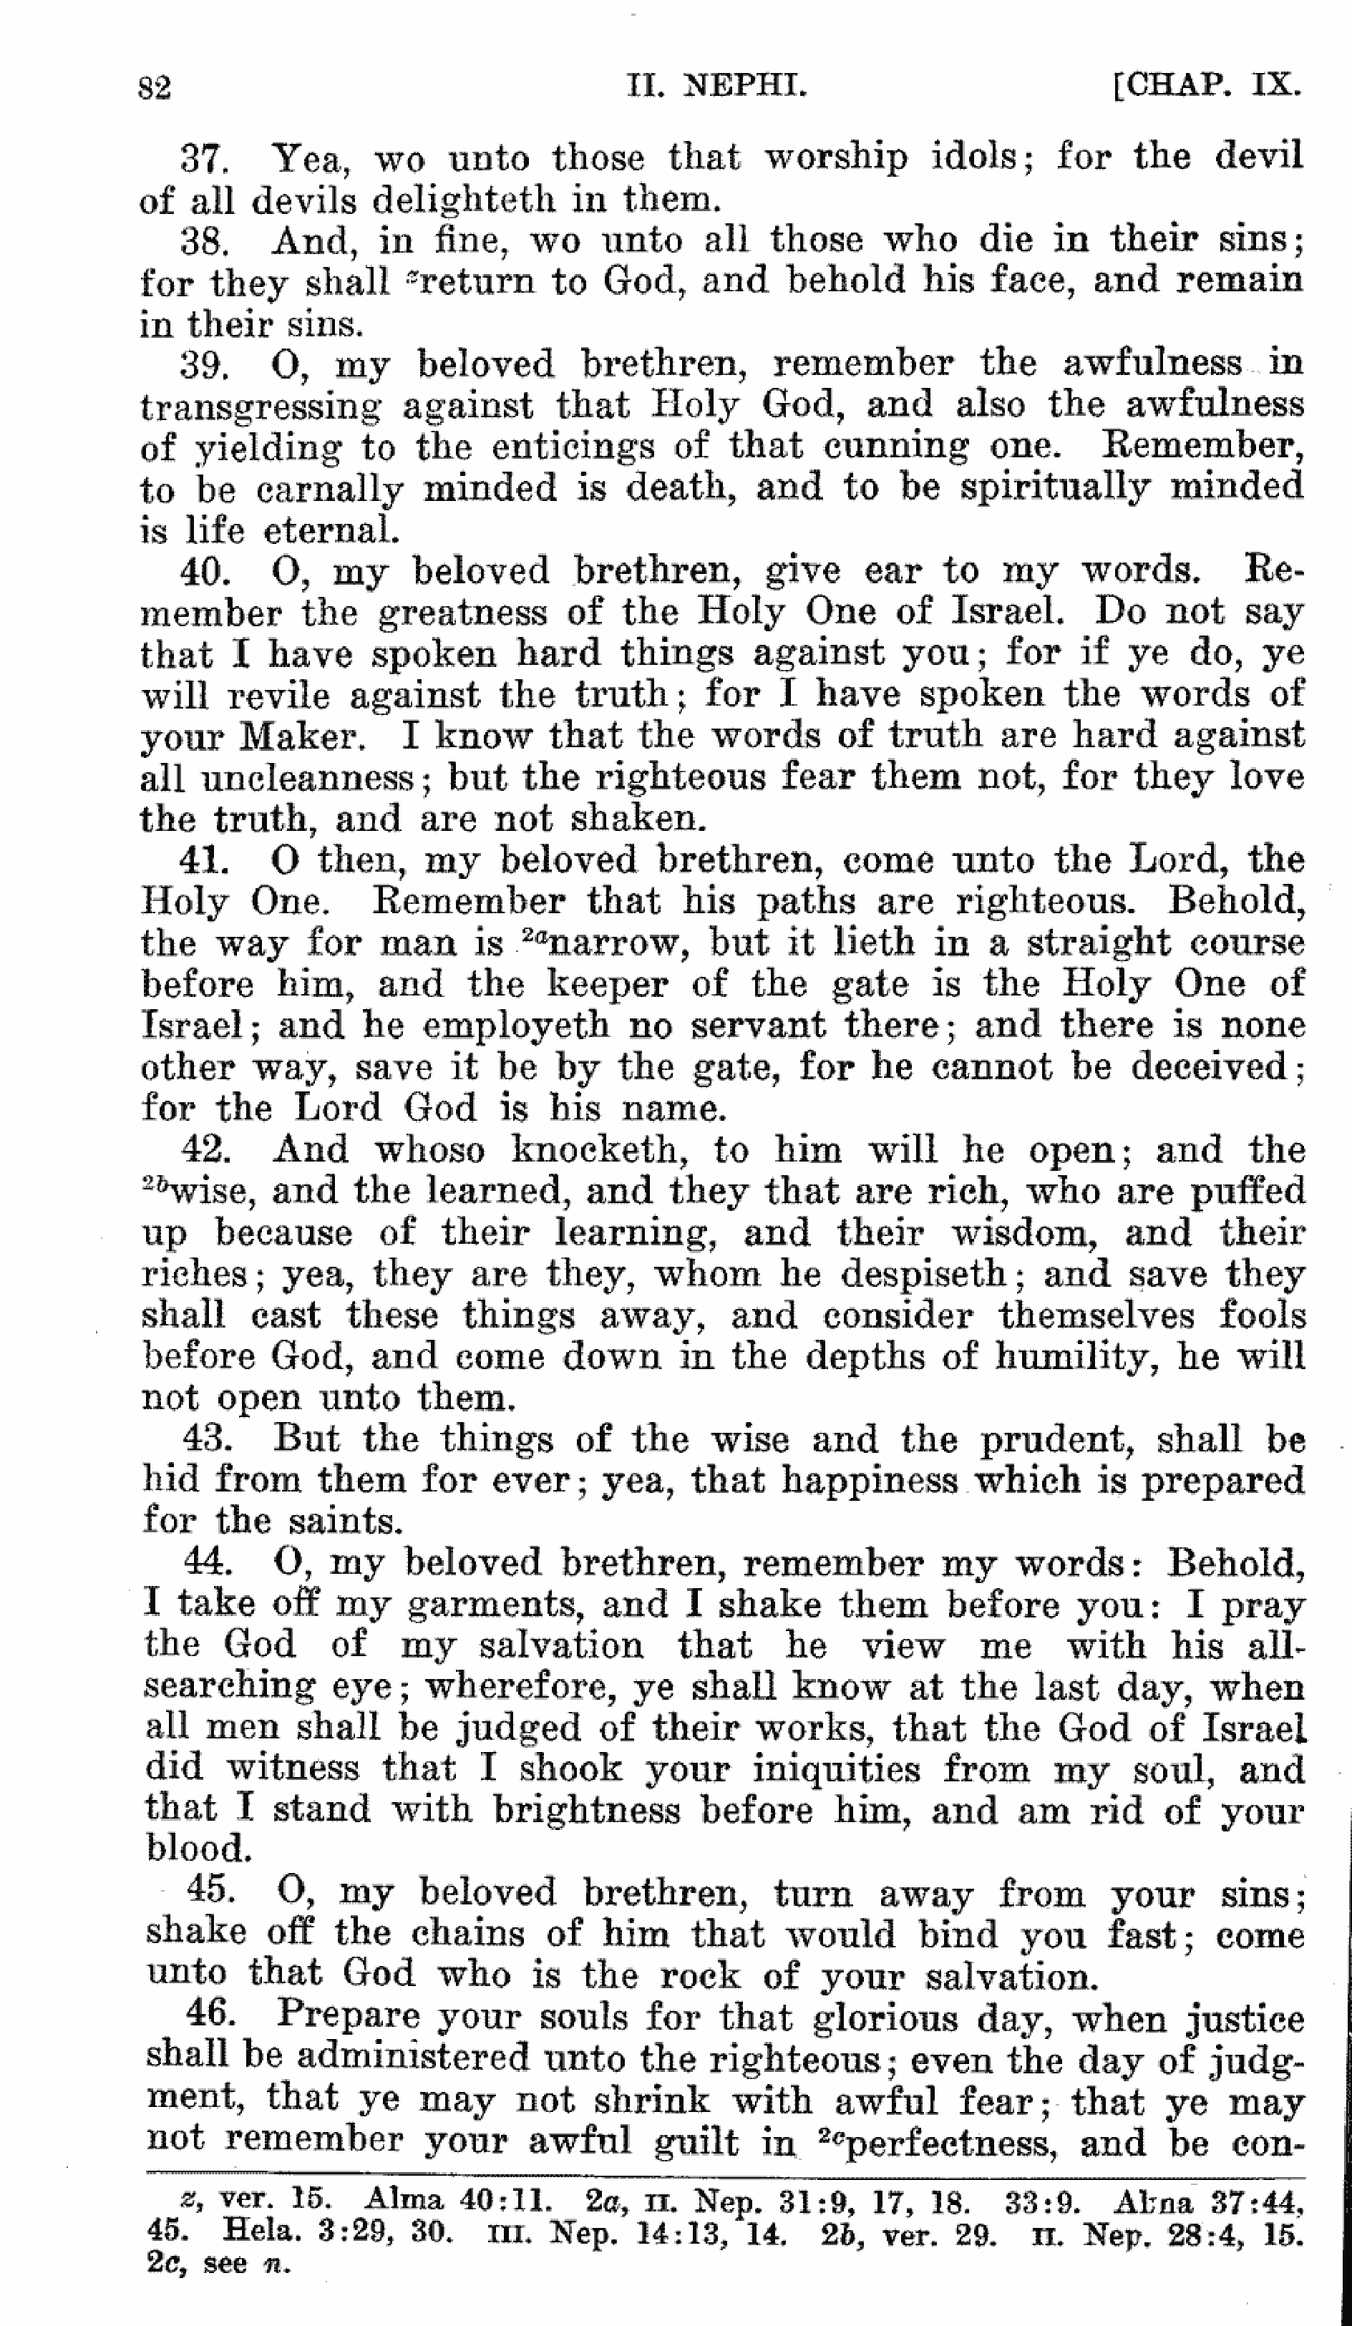 82 II. NEPHI. [CHAP. IX.
37. Yea, wo unto those that worship idols; for the devil
of all devils delighteth in them.
38. And, in fine, wo unto all those who die in their sins;
for they shall zreturn to God, and behold his face, and remain
in their sins.
39. O, my beloved brethren, remember the awfulness in
transgressing against that Holy God, and also the awfulness
of yielding to the enticings of that cunning one. Remember,
to be carnally minded is death, and to be spiritually minded
is life eternal.
40. O, my beloved brethren, give ear to my words. Re-
member the greatness of the Holy One of Israel. Do not say
that I have spoken hard things against you; for if ye do, ye
will revile against the truth; for I have spoken the words of
your Maker. I know that the words of truth are hard against
all uncleanness; but the righteous fear them not, for they love
the truth, and are not shaken.
41. O then, my beloved brethren, come unto the Lord, the
Holy One. Remember that his paths are righteous. Behold,
the way for man is 2anarrow, but it lieth in a straight course
before him, and the keeper of the gate is the Holy One of
Israel; and he employeth no servant there; and there is none
other way, save it be by the gate, for he cannot be deceived;
for the Lord God is his name.
42. And whoso knocketh, to him will he open; and the
2bwise, and the learned, and they that are rich, who are puffed
up because of their learning, and their wisdom, and their
riches; yea, they are they, whom he despiseth; and save they
shall cast these things away, and consider themselves fools
before God, and come down in the depths of humility, he will
not open unto them.
43. But the things of the wise and the prudent, shall be
hid from them for ever; yea, that happiness which is prepared
for the saints.
44. O, my beloved brethren, remember my words: Behold,
I take off my garments, and I shake them before you: I pray
the God of my salvation that he view me with his all-
searching eye; wherefore, ye shall know at the last day, when
all men shall be judged of their works, that the God of Israel
did witness that I shook your iniquities from my soul, and
that I stand with brightness before him, and am rid of your
blood.
45. O, my beloved brethren, turn away from your sins;
shake off the chains of him that would bind you fast; come
unto that God who is the rock of your salvation.
46. Prepare your souls for that glorious day, when justice
shall be administered unto the righteous; even the day of judg-
ment, that ye may not shrink with awful fear; that ye may
not remember your awful guilt in 2cperfectness, and be con-
z, ver. 15. Alma 40:11. 2a, II. Nep. 31:9, 17, 18. 33:9. Alma 37:44,
45. Hela. 3:29, 30. III. Nep. 14:13, 14. 2b, ver. 29. II. Nep. 28:4, 15.
2c, see n.